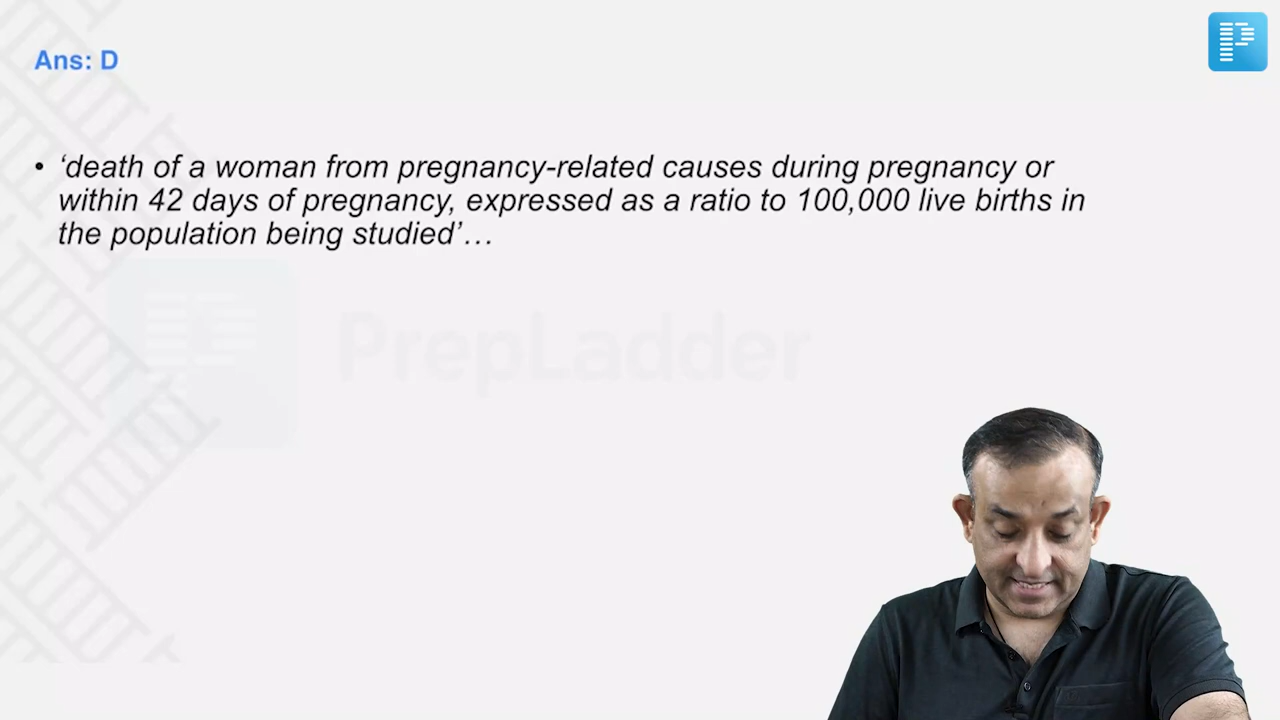 Ans: D
• ‘death of a woman from pregnancy-related causes during pregnancy or
within 42 days of pregnancy, expressed as a ratio to 100,000 live births in
the population being studied’…
PrepLadder